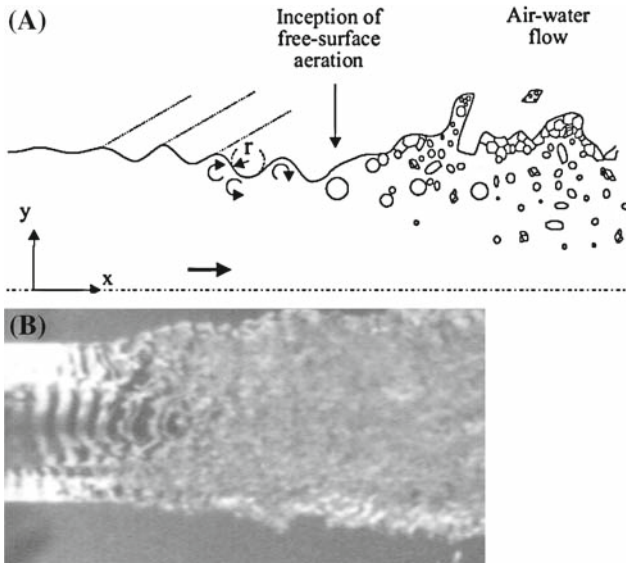 (A)
Inception of
free-surface
aeration
Air-water
flow
r
y
x
(B)